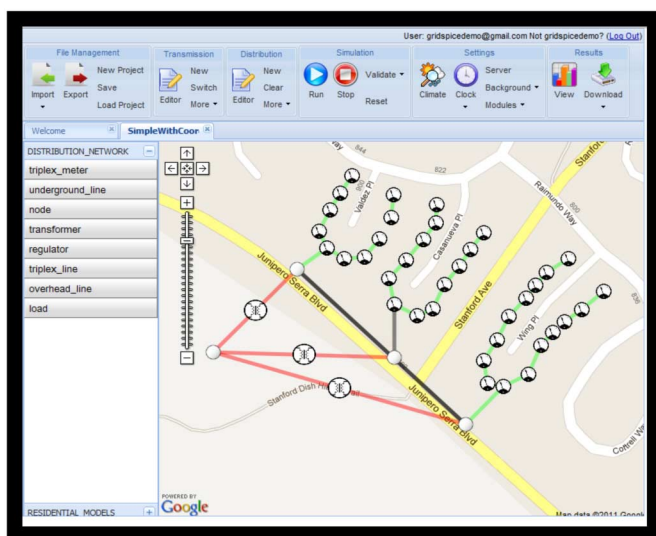 User: gridspicedemo@gmail.com Not gridspicedemo? (Log Out)
File Management
Transmission
Distribution
Simulation
Settings
Results
Import
Export
New Project
Save
Load Project
Editor
New
Switch
More
Editor
New
Clear
More
Run
Stop
Validate
Reset
Climate
Clock
Server
Background
Modules
View
Download
Welcome
SimpleWithCoor
DISTRIBUTION_NETWORK
triplex_meter
underground_line
node
transformer
regulator
triplex_line
overhead_line
load
RESIDENTIAL MODELS
844
822
800
836
Valdez Pl
Casanueva Pl
Raimundo Way
Stanford Ave
Wing Pl
Junipero Serra Blvd
Junipero Serra Blvd
Stanford Dish
POWERED BY
Google
Map data ©2011 Google